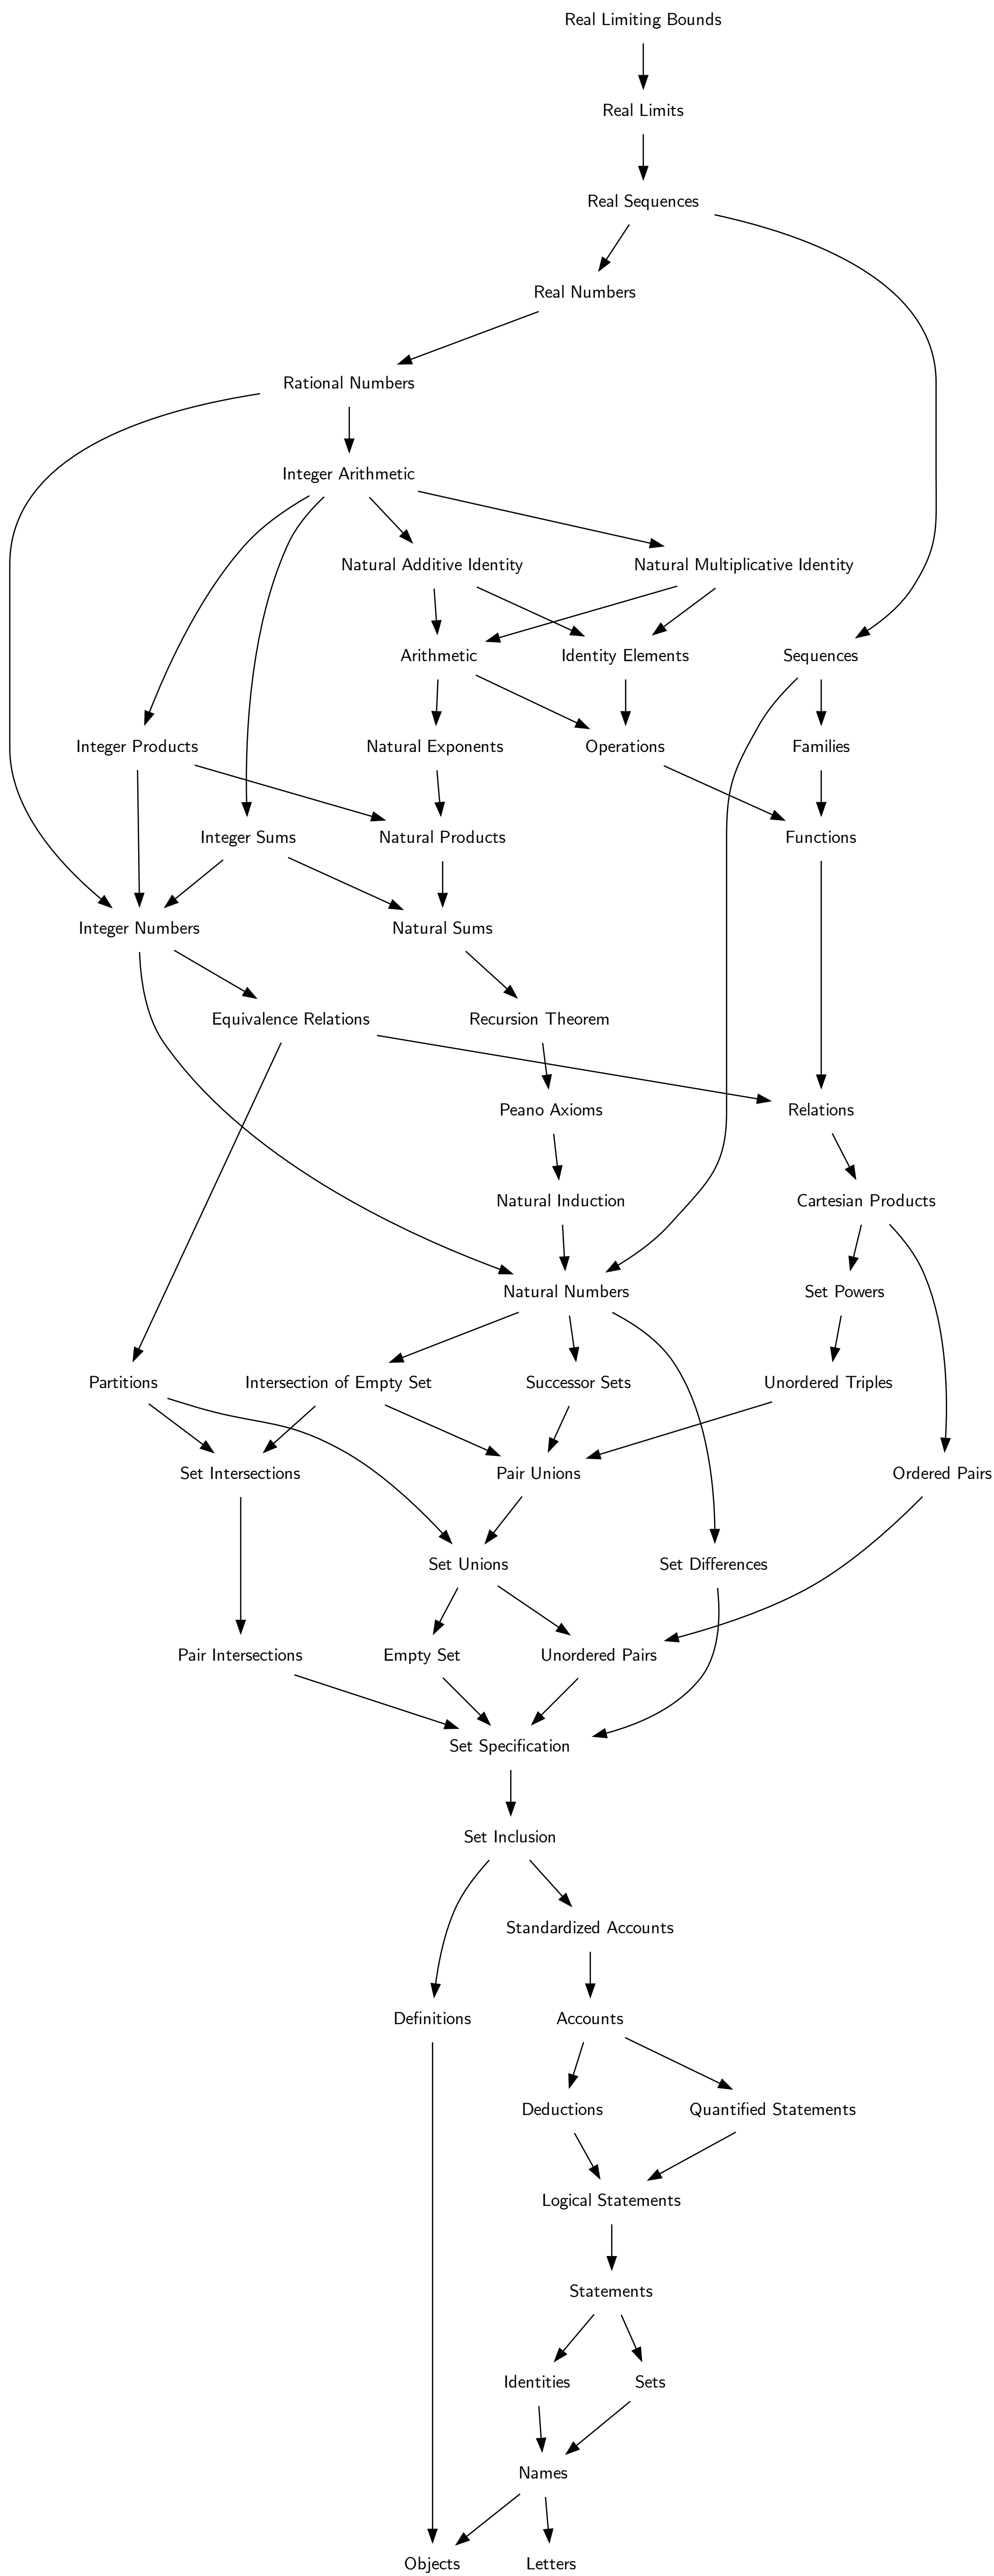 Real Limiting Bounds
Real Limits
Real Sequences
Real Numbers
Rational Numbers
Integer Arithmetic
Natural Additive Identity
Natural Multiplicative Identity
Arithmetic
Identity Elements
Sequences
Integer Products
Natural Exponents
Operations
Families
Integer Sums
Natural Products
Functions
Integer Numbers
Natural Sums
Equivalence Relations
Recursion Theorem
Peano Axioms
Relations
Natural Induction
Cartesian Products
Natural Numbers
Set Powers
Partitions
Intersection of Empty Set
Successor Sets
Unordered Triples
Set Intersections
Pair Unions
Ordered Pairs
Set Unions
Set Differences
Pair Intersections
Empty Set
Unordered Pairs
Set Specification
Set Inclusion
Standardized Accounts
Definitions
Accounts
Deductions
Quantified Statements
Logical Statements
Statements
Identities
Sets
Names
Objects
Letters